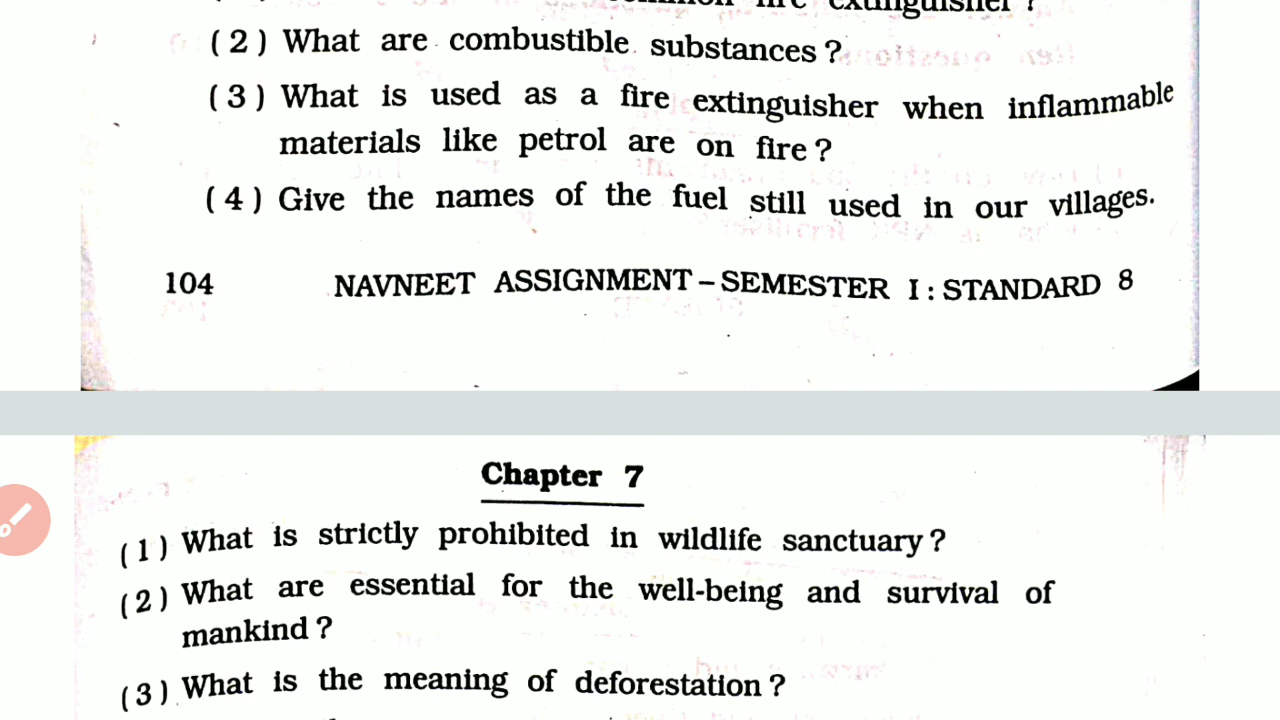 extinguisher ?
( 2 ) What are combustible substances ?
( 3 ) What is used as a fire extinguisher when inflammable
materials like petrol are on fire ?
( 4 ) Give the names of the fuel still used in our villages.
104 NAVNEET ASSIGNMENT – SEMESTER I : STANDARD 8
Chapter 7
( 1 ) What is strictly prohibited in wildlife sanctuary ?
( 2 ) What are essential for the well-being and survival of
mankind ?
( 3 ) What is the meaning of deforestation ?